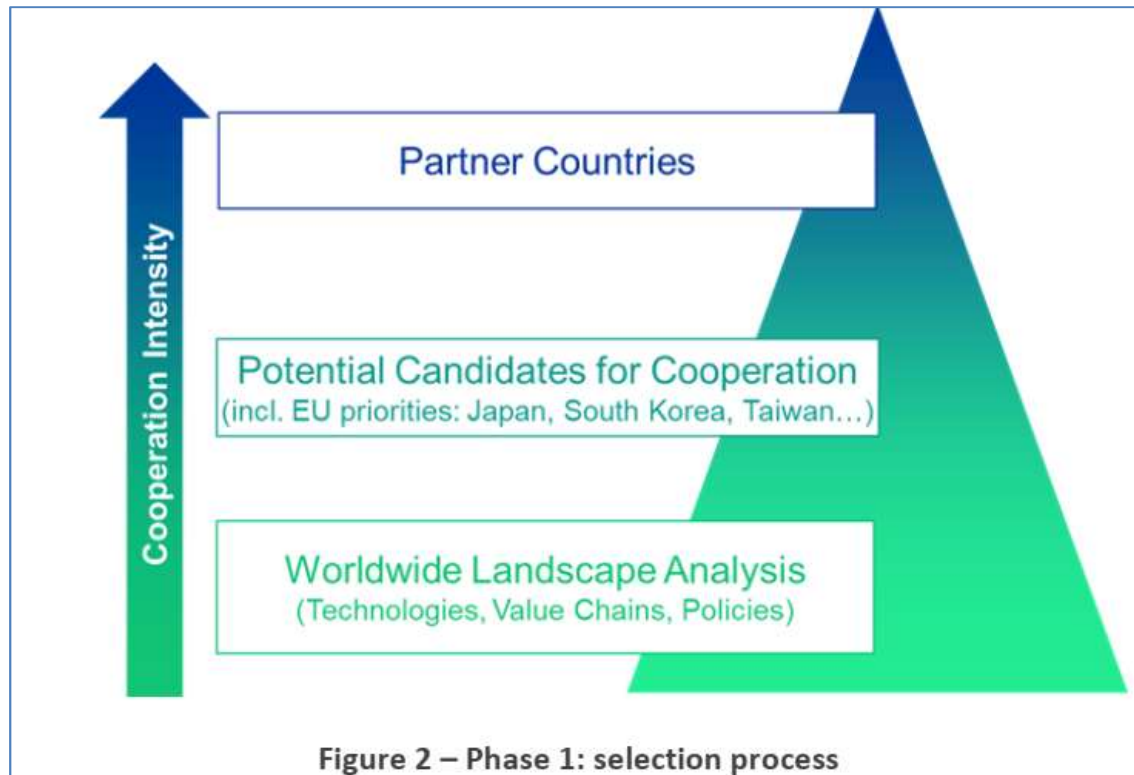 Cooperation Intensity
Partner Countries
Potential Candidates for Cooperation
(incl. EU priorities: Japan, South Korea, Taiwan…)
Worldwide Landscape Analysis
(Technologies, Value Chains, Policies)
Figure 2 – Phase 1: selection process